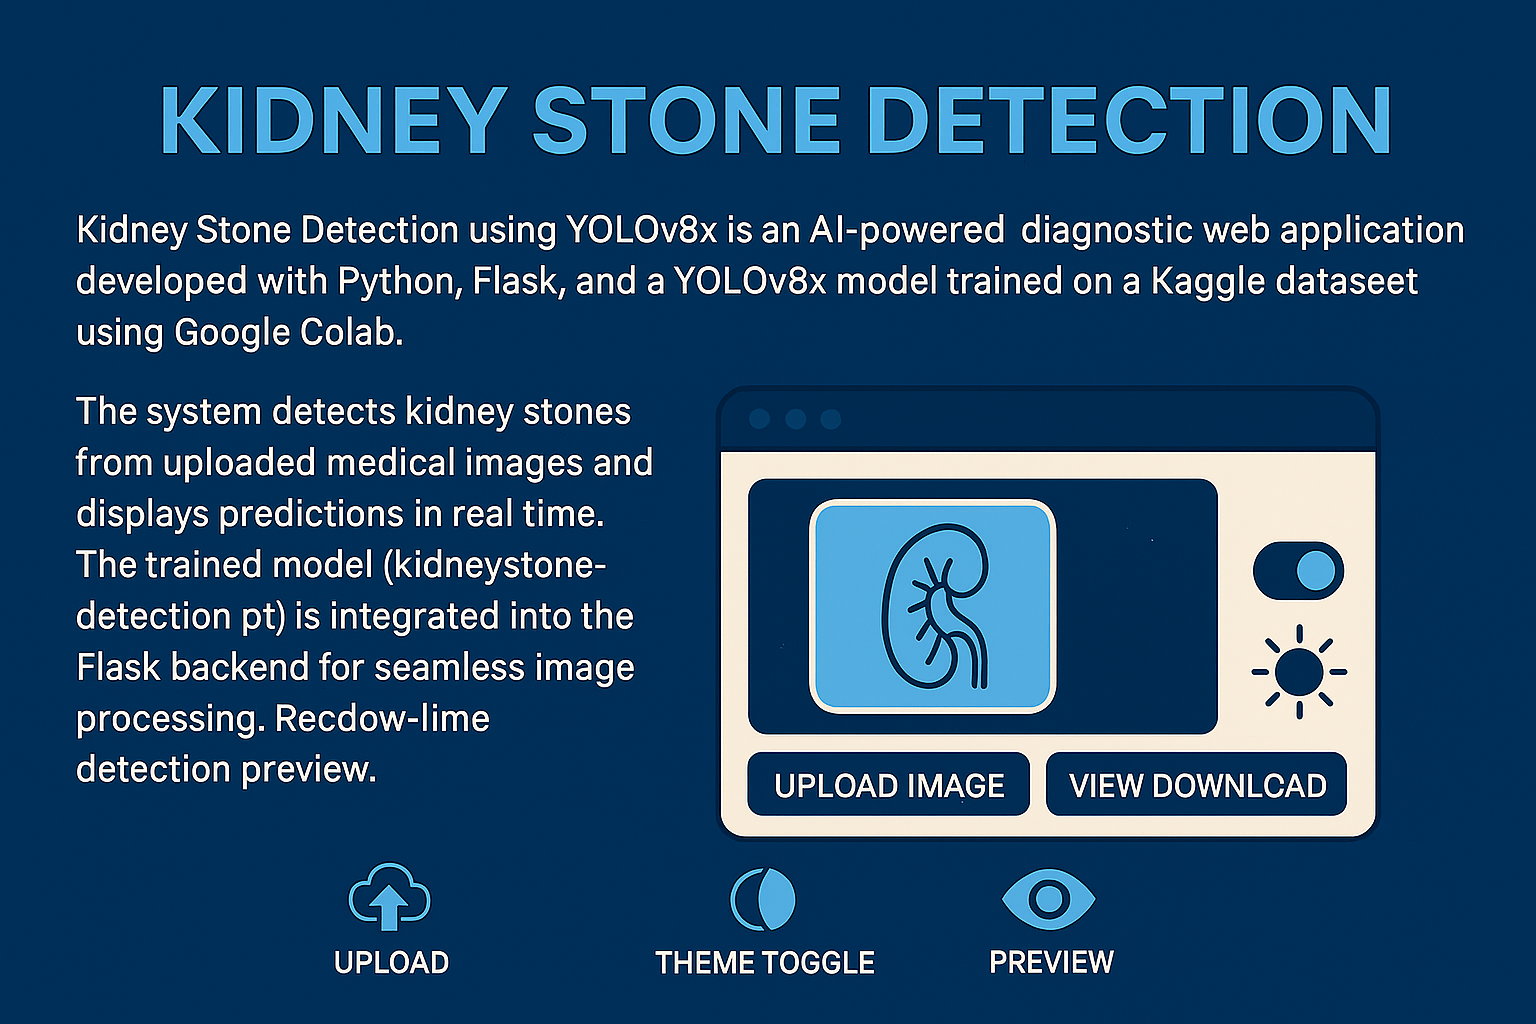 KIDNEY STONE DETECTION
Kidney Stone Detection using YOLOv8x is an AI-powered diagnostic web application
developed with Python, Flask, and a YOLOv8x model trained on a Kaggle dataseet
using Google Colab.
The system detects kidney stones
from uploaded medical images and
displays predictions in real time.
The trained model (kidneystone-
detection pt) is integrated into the
Flask backend for seamless image
processing. Recdow-lime
detection preview.
UPLOAD IMAGE
VIEW DOWNLCAD
UPLOAD
THEME TOGGLE
PREVIEW